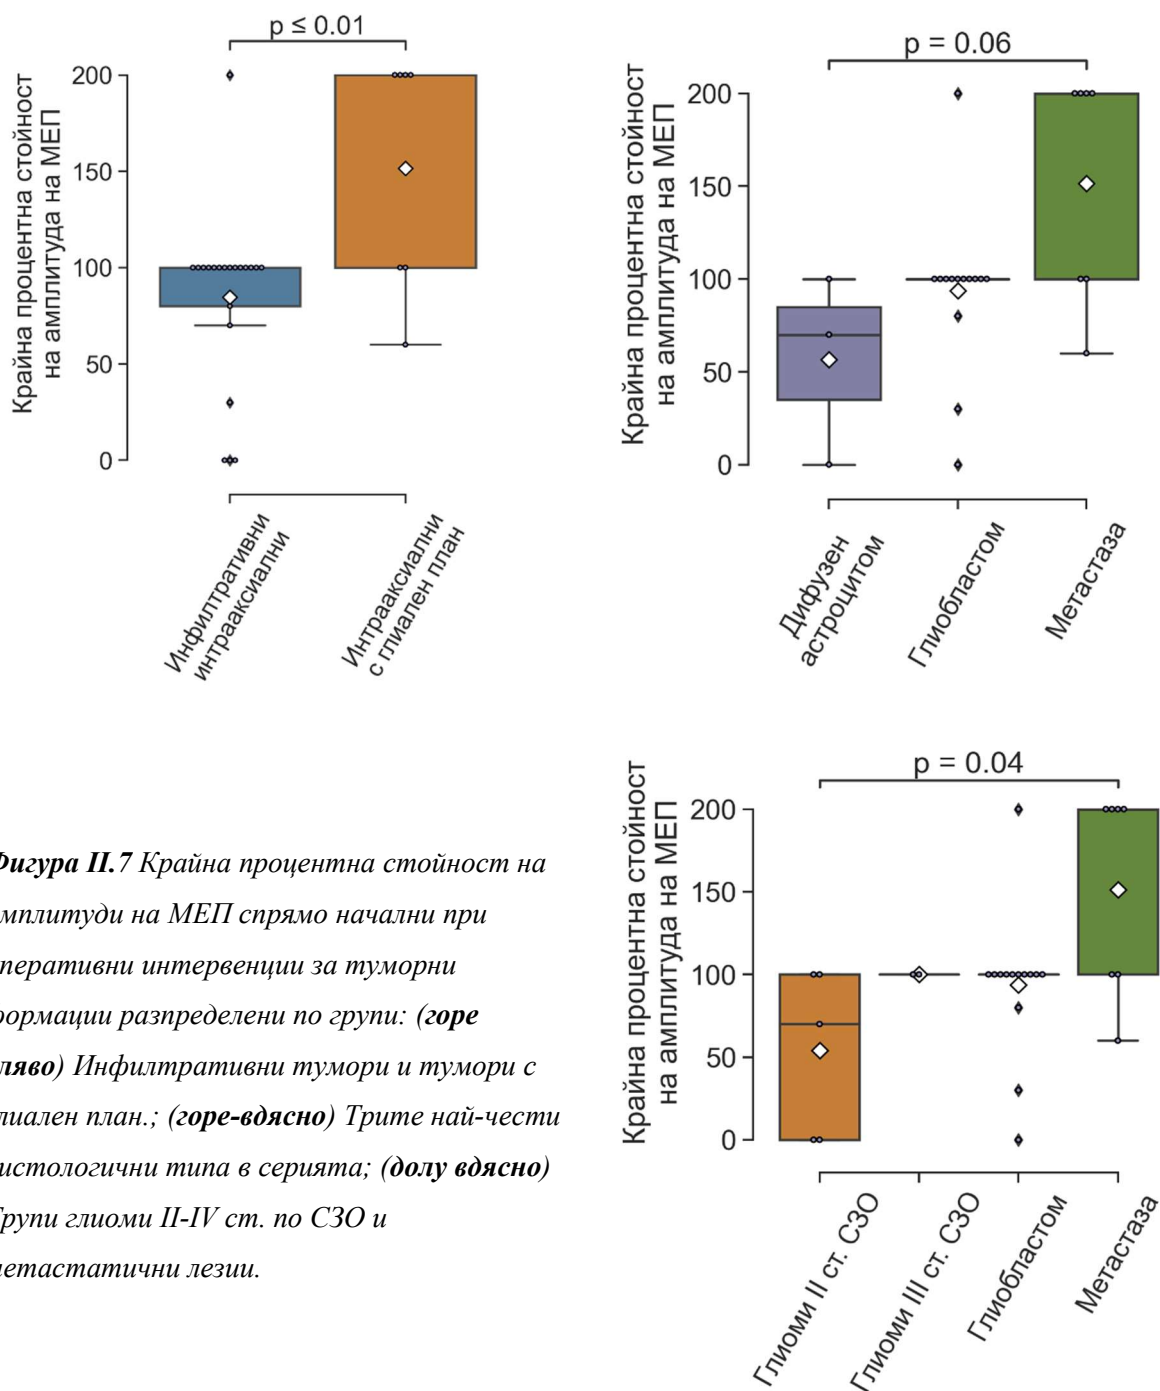 p ≤ 0.01
Крайна процентна стойност
на амплитуда на МЕП
200
150
100
50
0
Инфилтративни
интрааксиални
Интрааксиални
с глиален план
p = 0.06
Крайна процентна стойност
на амплитуда на МЕП
200
150
100
50
0
Дифузен
астроцитом
Глиобластом
Метастаза
p = 0.04
Крайна процентна стойност
на амплитуда на МЕП
200
150
100
50
0
Глиоми II ст. СЗО
Глиоми III ст. СЗО
Глиобластом
Метастаза
Фигура II.7 Крайна процентна стойност на
мплитуди на МЕП спрямо начални при
перативни интервенции за туморни
формации разпределени по групи: (горе
ляво) Инфилтративни тумори и тумори с
лиален план.; (горе-вдясно) Трите най-чести
истологични типа в серията; (долу вдясно)
Групи глиоми II-IV ст. по СЗО и
етастатични лезии.